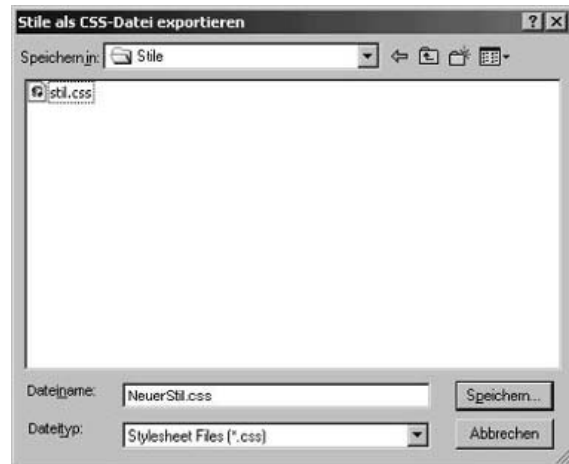 Stile als CSS-Datei exportieren
Speichern in: Stile
stil.css
Dateiname: NeuerStil.css Speichern...
Dateityp: Stylesheet Files (*.css) Abbrechen